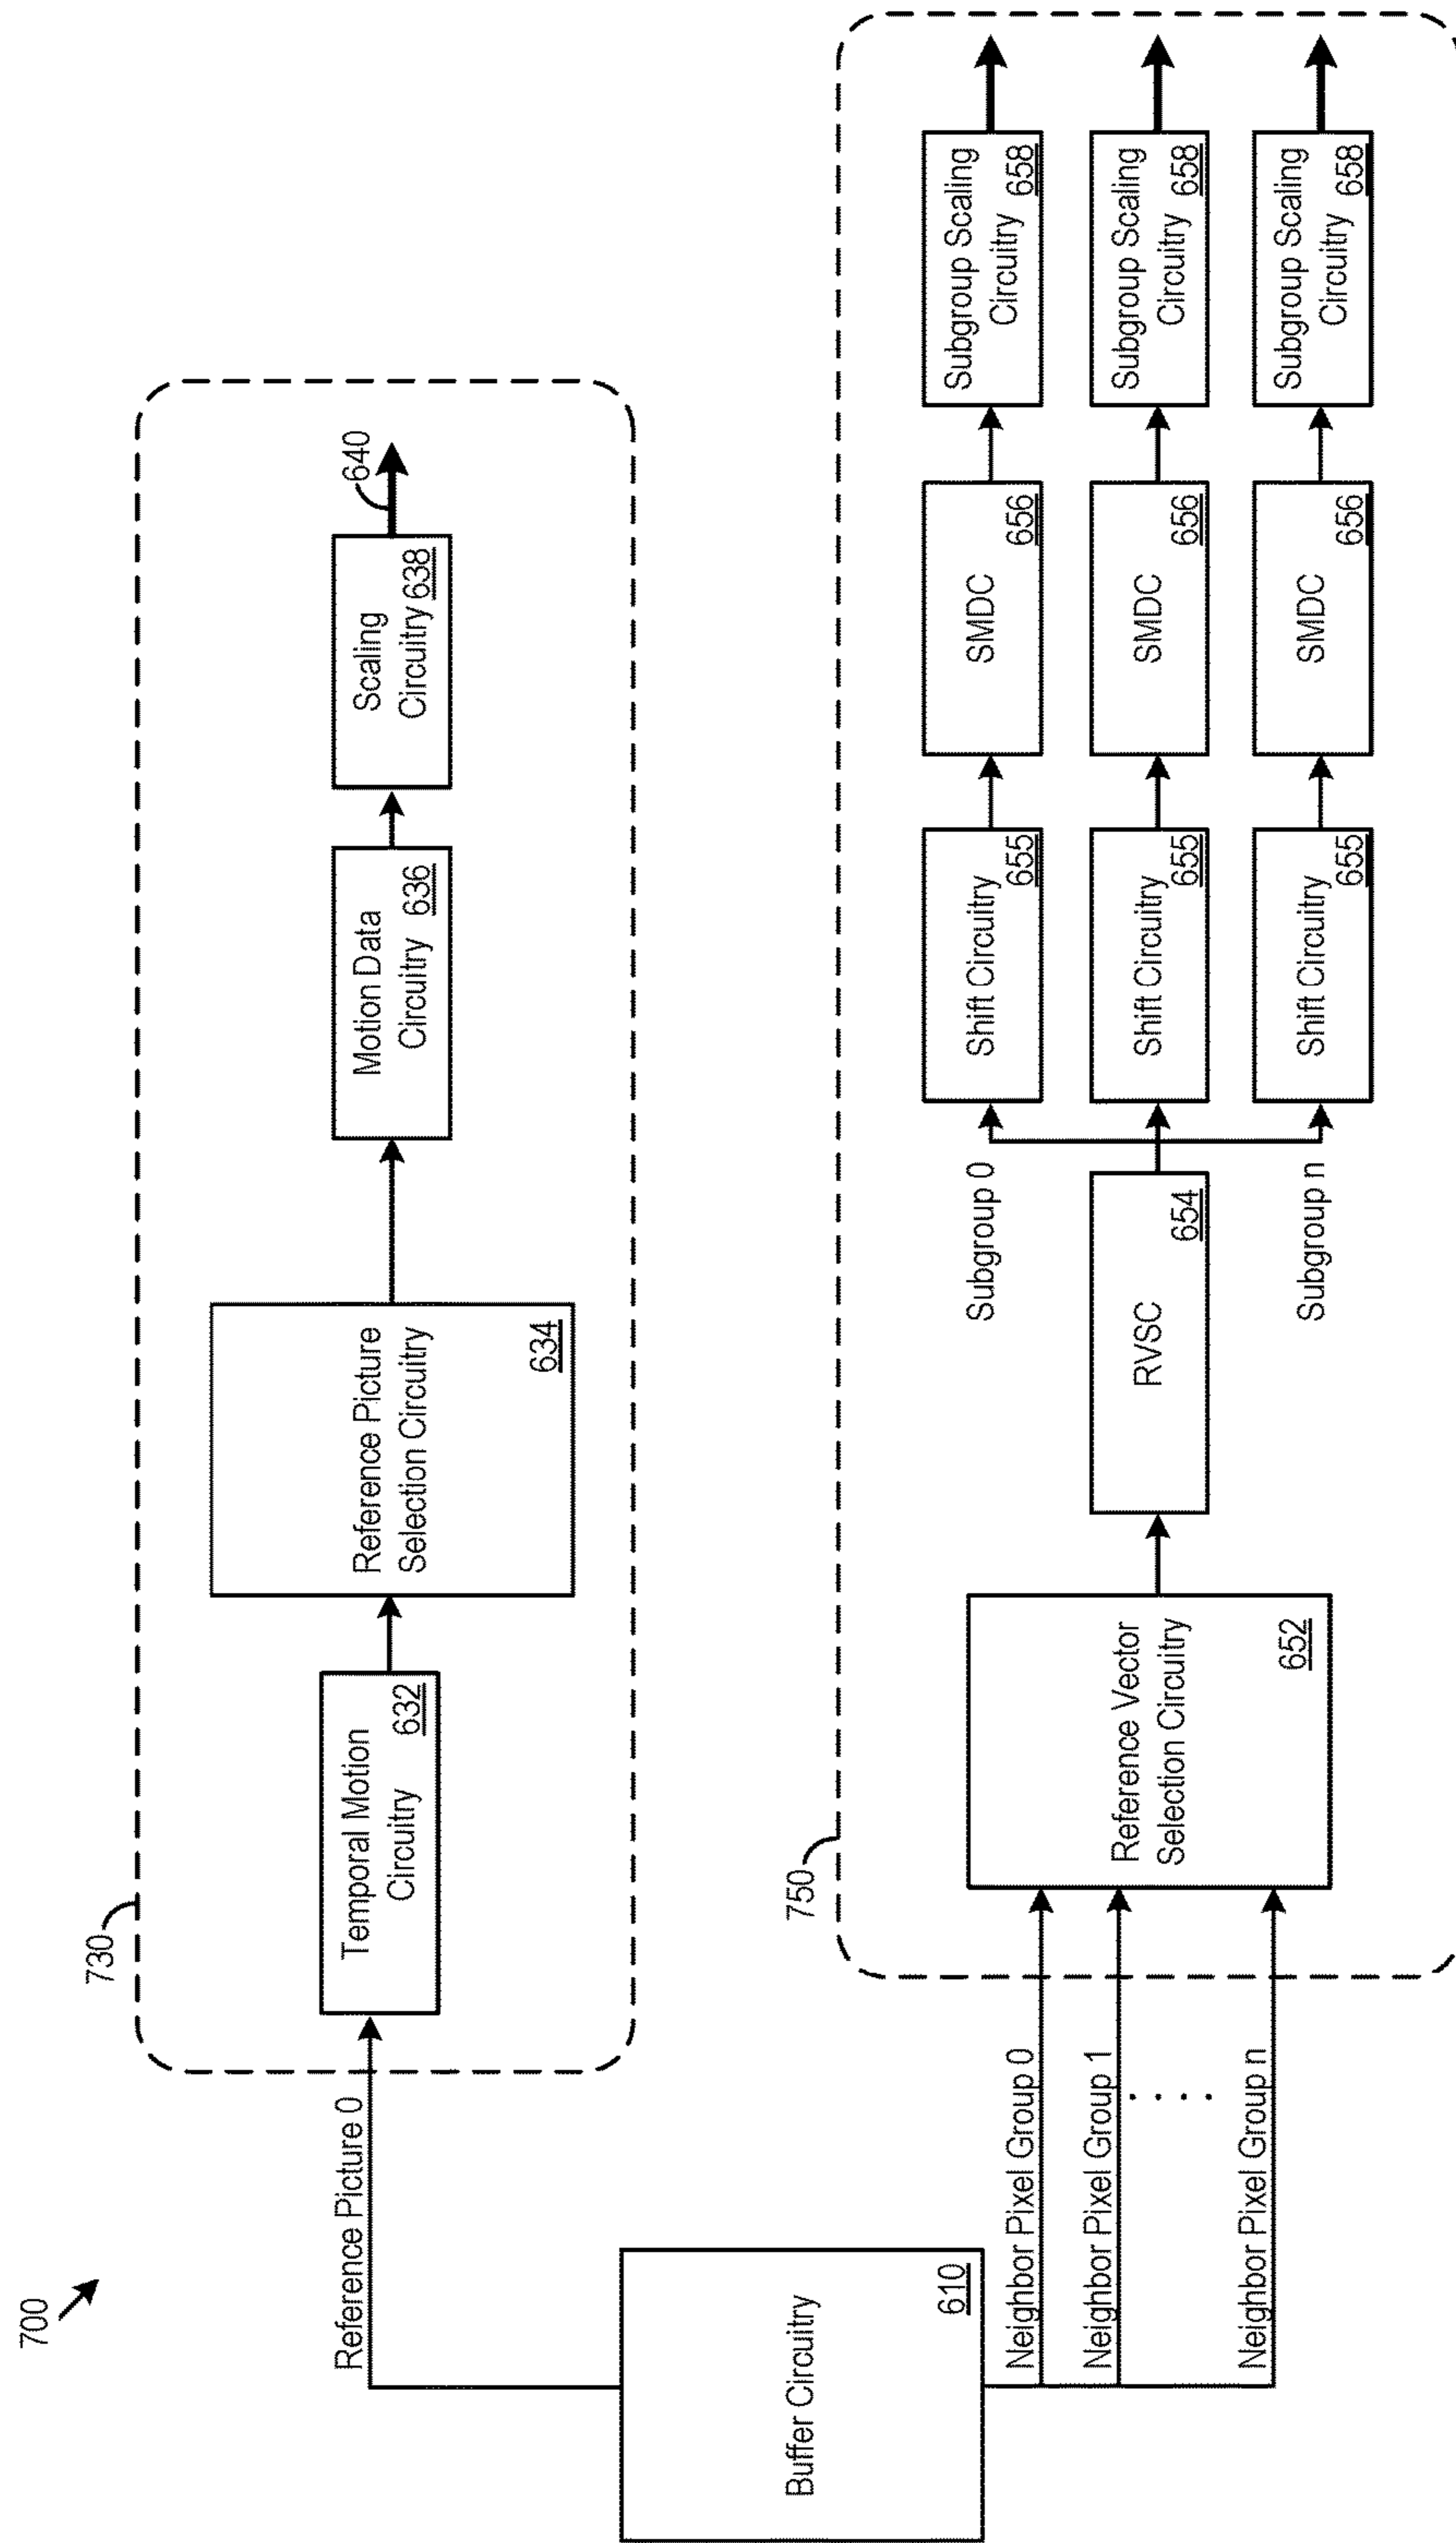 700
730
Reference Picture 0
Temporal Motion
Circuitry 632
Reference Picture
Selection Circuitry
634
Motion Data
Circuitry 636
Scaling
Circuitry 638
640
Buffer Circuitry
610
750
Neighbor Pixel Group 0
Neighbor Pixel Group 1
. . . .
Neighbor Pixel Group n
Reference Vector
Selection Circuitry
652
RVSC
654
Subgroup 0
Subgroup n
Shift Circuitry
655
SMDC
656
Subgroup Scaling
Circuitry 658
Shift Circuitry
655
SMDC
656
Subgroup Scaling
Circuitry 658
Shift Circuitry
655
SMDC
656
Subgroup Scaling
Circuitry 658